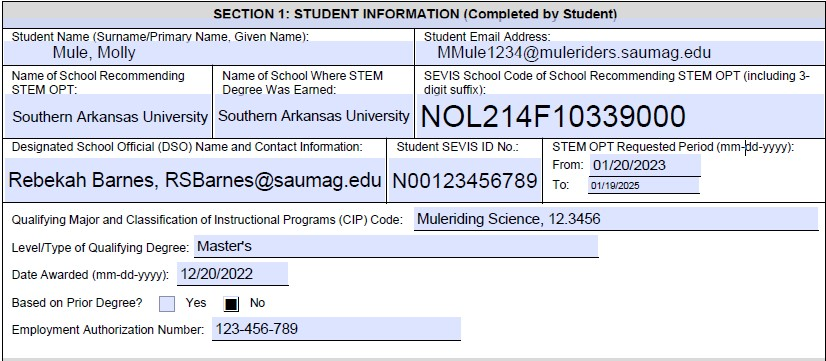 SECTION 1: STUDENT INFORMATION (Completed by Student)
Student Name (Surname/Primary Name, Given Name):
Mule, Molly
Student Email Address:
MMule1234@muleriders.saumag.edu
Name of School Recommending
STEM OPT:
Southern Arkansas University
Name of School Where STEM
Degree Was Earned:
Southern Arkansas University
SEVIS School Code of School Recommending STEM OPT (including 3-
digit suffix):
NOL214F10339000
Designated School Official (DSO) Name and Contact Information:
Rebekah Barnes, RSBarnes@saumag.edu
Student SEVIS ID No.:
N00123456789
STEM OPT Requested Period (mm-dd-yyyy):
From: 01/20/2023
To: 01/19/2025
Qualifying Major and Classification of Instructional Programs (CIP) Code: Muleriding Science, 12.3456
Level/Type of Qualifying Degree: Master's
Date Awarded (mm-dd-yyyy): 12/20/2022
Based on Prior Degree? Yes No
Employment Authorization Number: 123-456-789